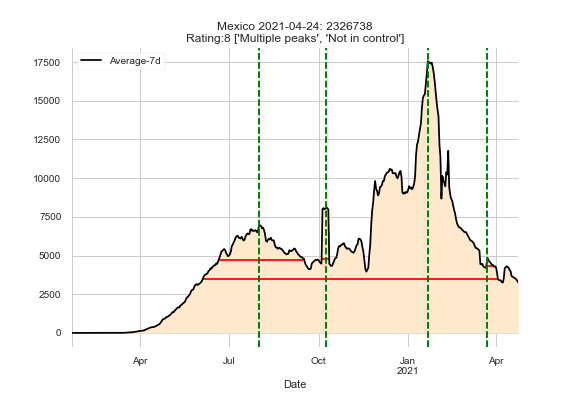 Mexico 2021-04-24: 2326738
Rating:8 ['Multiple peaks', 'Not in control']
Average-7d
17500
15000
12500
10000
7500
5000
2500
0
Apr
Jul
Oct
Jan
2021
Apr
Date